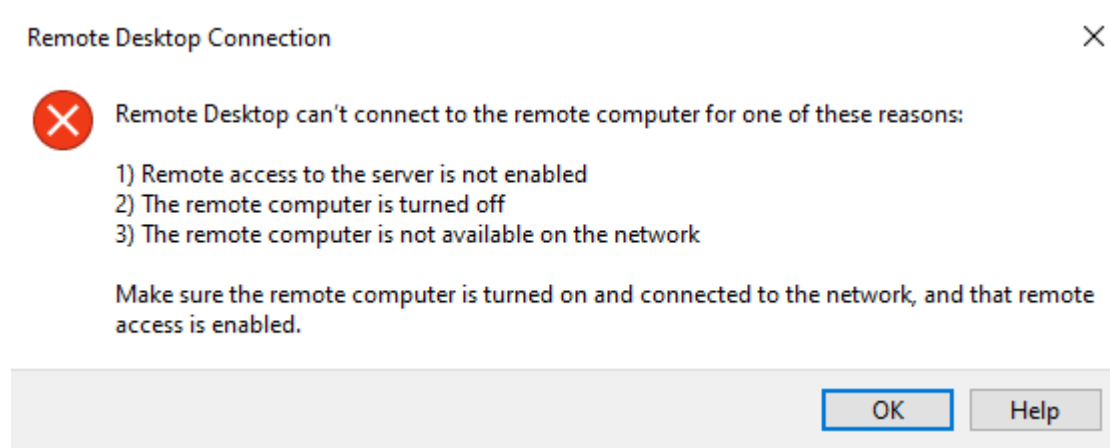 Remote Desktop Connection
Remote Desktop can't connect to the remote computer for one of these reasons:
1) Remote access to the server is not enabled
2) The remote computer is turned off
3) The remote computer is not available on the network
Make sure the remote computer is turned on and connected to the network, and that remote
access is enabled.
OK
Help